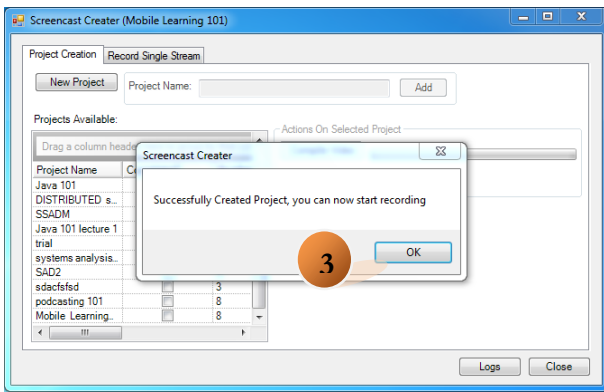 Screencast Creater (Mobile Learning 101)
Project Creation Record Single Stream
New Project Project Name: Add
Projects Available:
Actions On Selected Project
Drag a column heade
Screencast Creater
Project Name
Java 101
DISTRIBUTED s...
Successfully Created Project, you can now start recording
SSADM
Java 101 lecture 1
trial
systems analysis...
OK
3
SAD2
sdacfsfsd 3
podcasting 101 8
Mobile Learning... 8
Logs Close